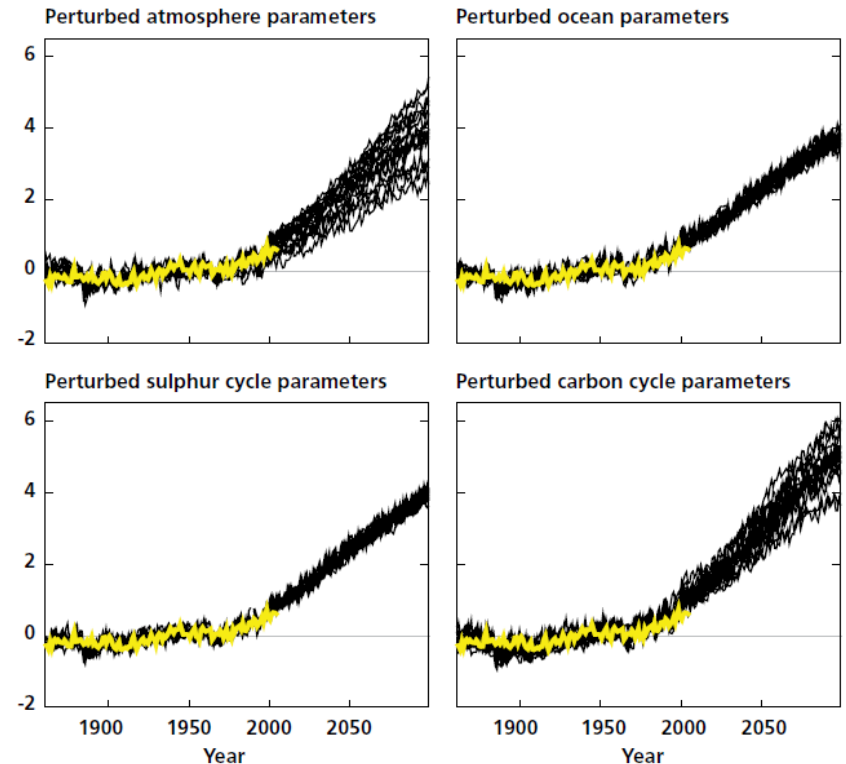 Perturbed atmosphere parameters
Perturbed ocean parameters
6
4
2
0
-2
Perturbed sulphur cycle parameters
Perturbed carbon cycle parameters
6
4
2
0
-2
1900 1950 2000 2050
1900 1950 2000 2050
Year
Year